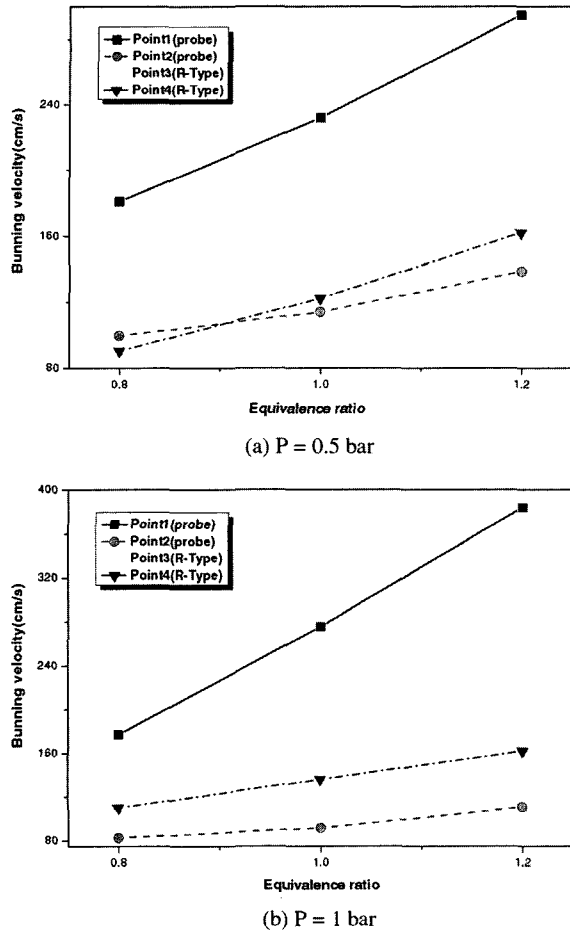 Point1(probe)
Point2(probe)
Point3(R-Type)
Point4(R-Type)
240
160
80
Bunning velocity(cm/s)
0.8
1.0
1.2
Equivalence ratio
(a) P = 0.5 bar
400
Point1(probe)
Point2(probe)
Point3(R-Type)
Point4(R-Type)
320
240
160
80
Bunning velocity(cm/s)
0.8
1.0
1.2
Equivalence ratio
(b) P = 1 bar